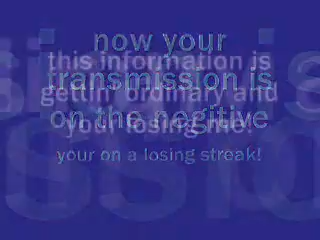 now your
this information is
transmission is
gettin ordinary and
on the negitive
your losing me!
your on a losing streak!